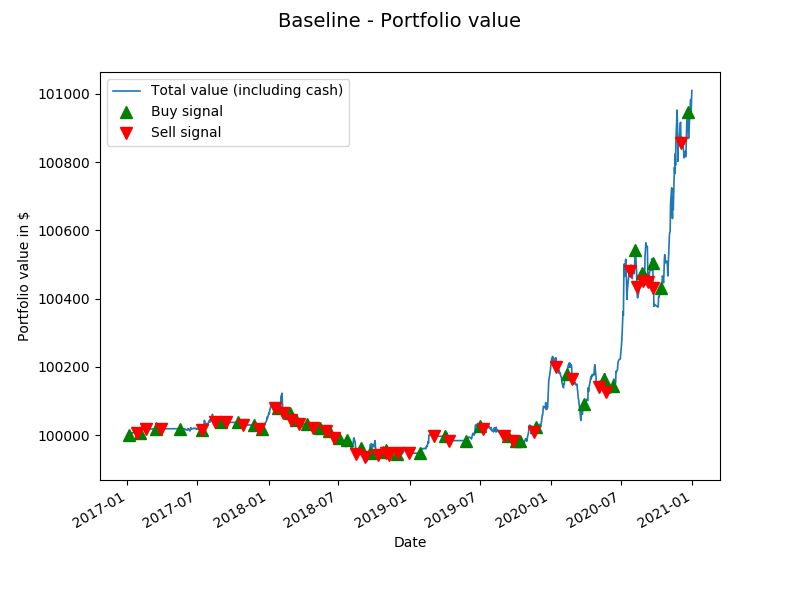 Baseline - Portfolio value
Total value (including cash)
Buy signal
Sell signal
101000
100800
100600
100400
100200
100000
Portfolio value in $
2017-01
2017-07
2018-01
2018-07
2019-01
2019-07
2020-01
2020-07
2021-01
Date